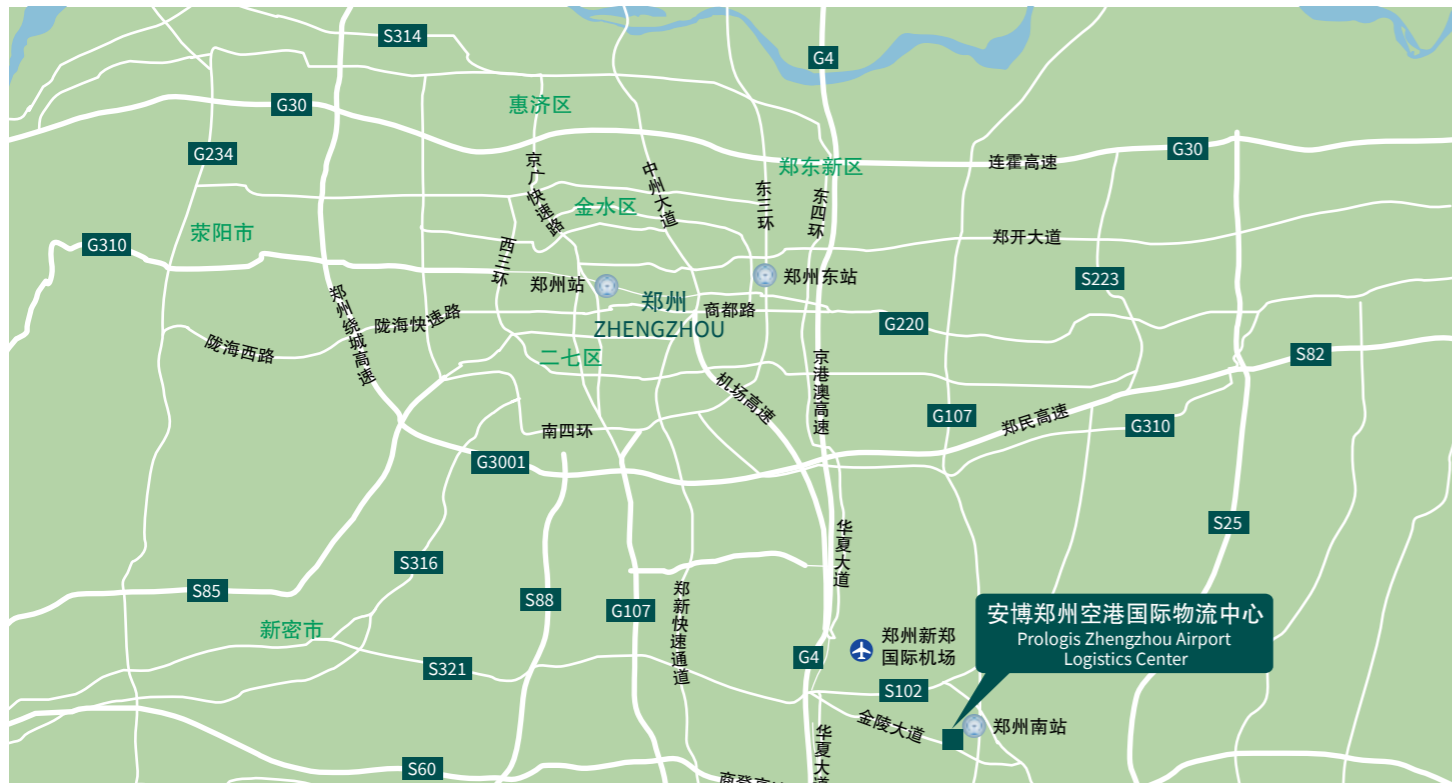 S314
G4
G30
惠济区
G234
京广快速路
中州大道
郑东新区
连霍高速
G30
东三环
东四环
金水区
荥阳市
G310
西三环
郑开大道
郑州站
郑州东站
S223
郑州绕城高速
郑州
ZHENGZHOU
商都路
陇海快速路
陇海西路
G220
二七区
京港澳高速
S82
机场高速
G107
郑民高速
G310
南四环
G3001
S25
华夏大道
S316
S85
S88
G107
郑新快速通道
新密市
安博郑州空港国际物流中心
Prologis Zhengzhou Airport
Logistics Center
郑州新郑
国际机场
G4
S321
S102
金陵大道
郑州南站
华夏大道
S60